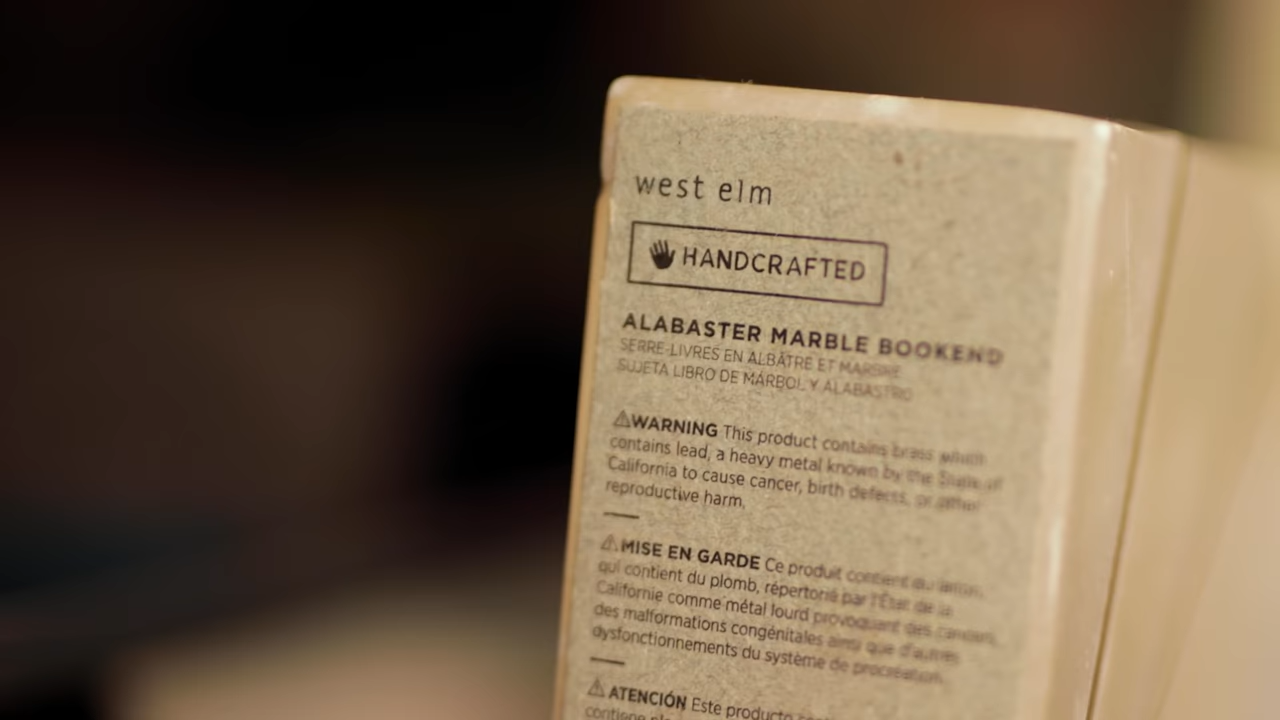 west elm
HANDCRAFTED
ALABASTER MARBLE BOOKEND
SERRE-LIVRES EN ALBÂTRE ET MARBRE
SUJETA LIBRO DE MÁRBOL Y ALABASTRO
⚠WARNING This product contains brass which
contains lead, a heavy metal known by the State of
California to cause cancer, birth defects, or other
reproductive harm.
⚠MISE EN GARDE Ce produit contient du laiton,
qui contient du plomb, répertorié par l'État de la
Californie comme métal lourd provoquant des cancers,
des malformations congénitales ainsi que d'autres
dysfonctionnements du système de procréation.
⚠ATENCIÓN Este producto
contiene